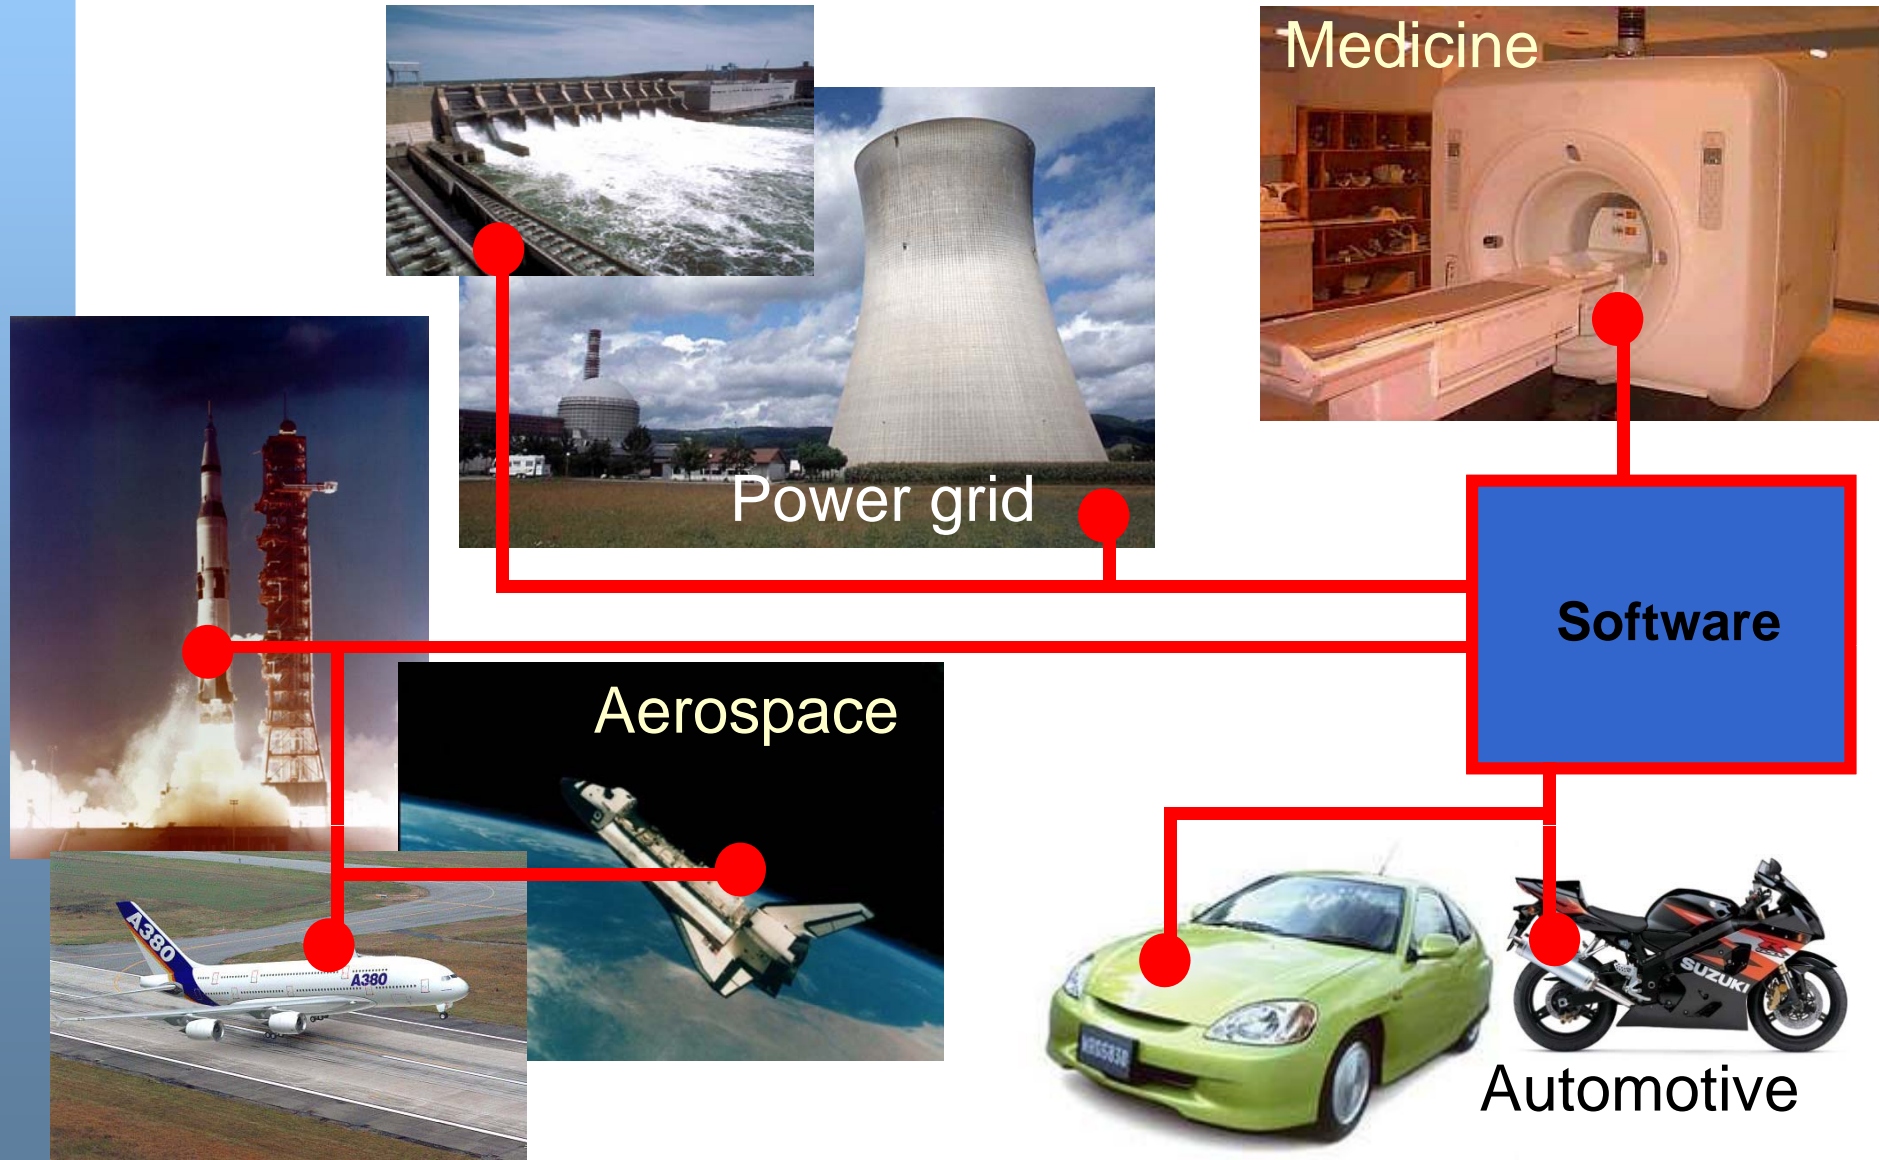 Medicine
Power grid
Software
Aerospace
A380
A380
SUZUKI
Automotive